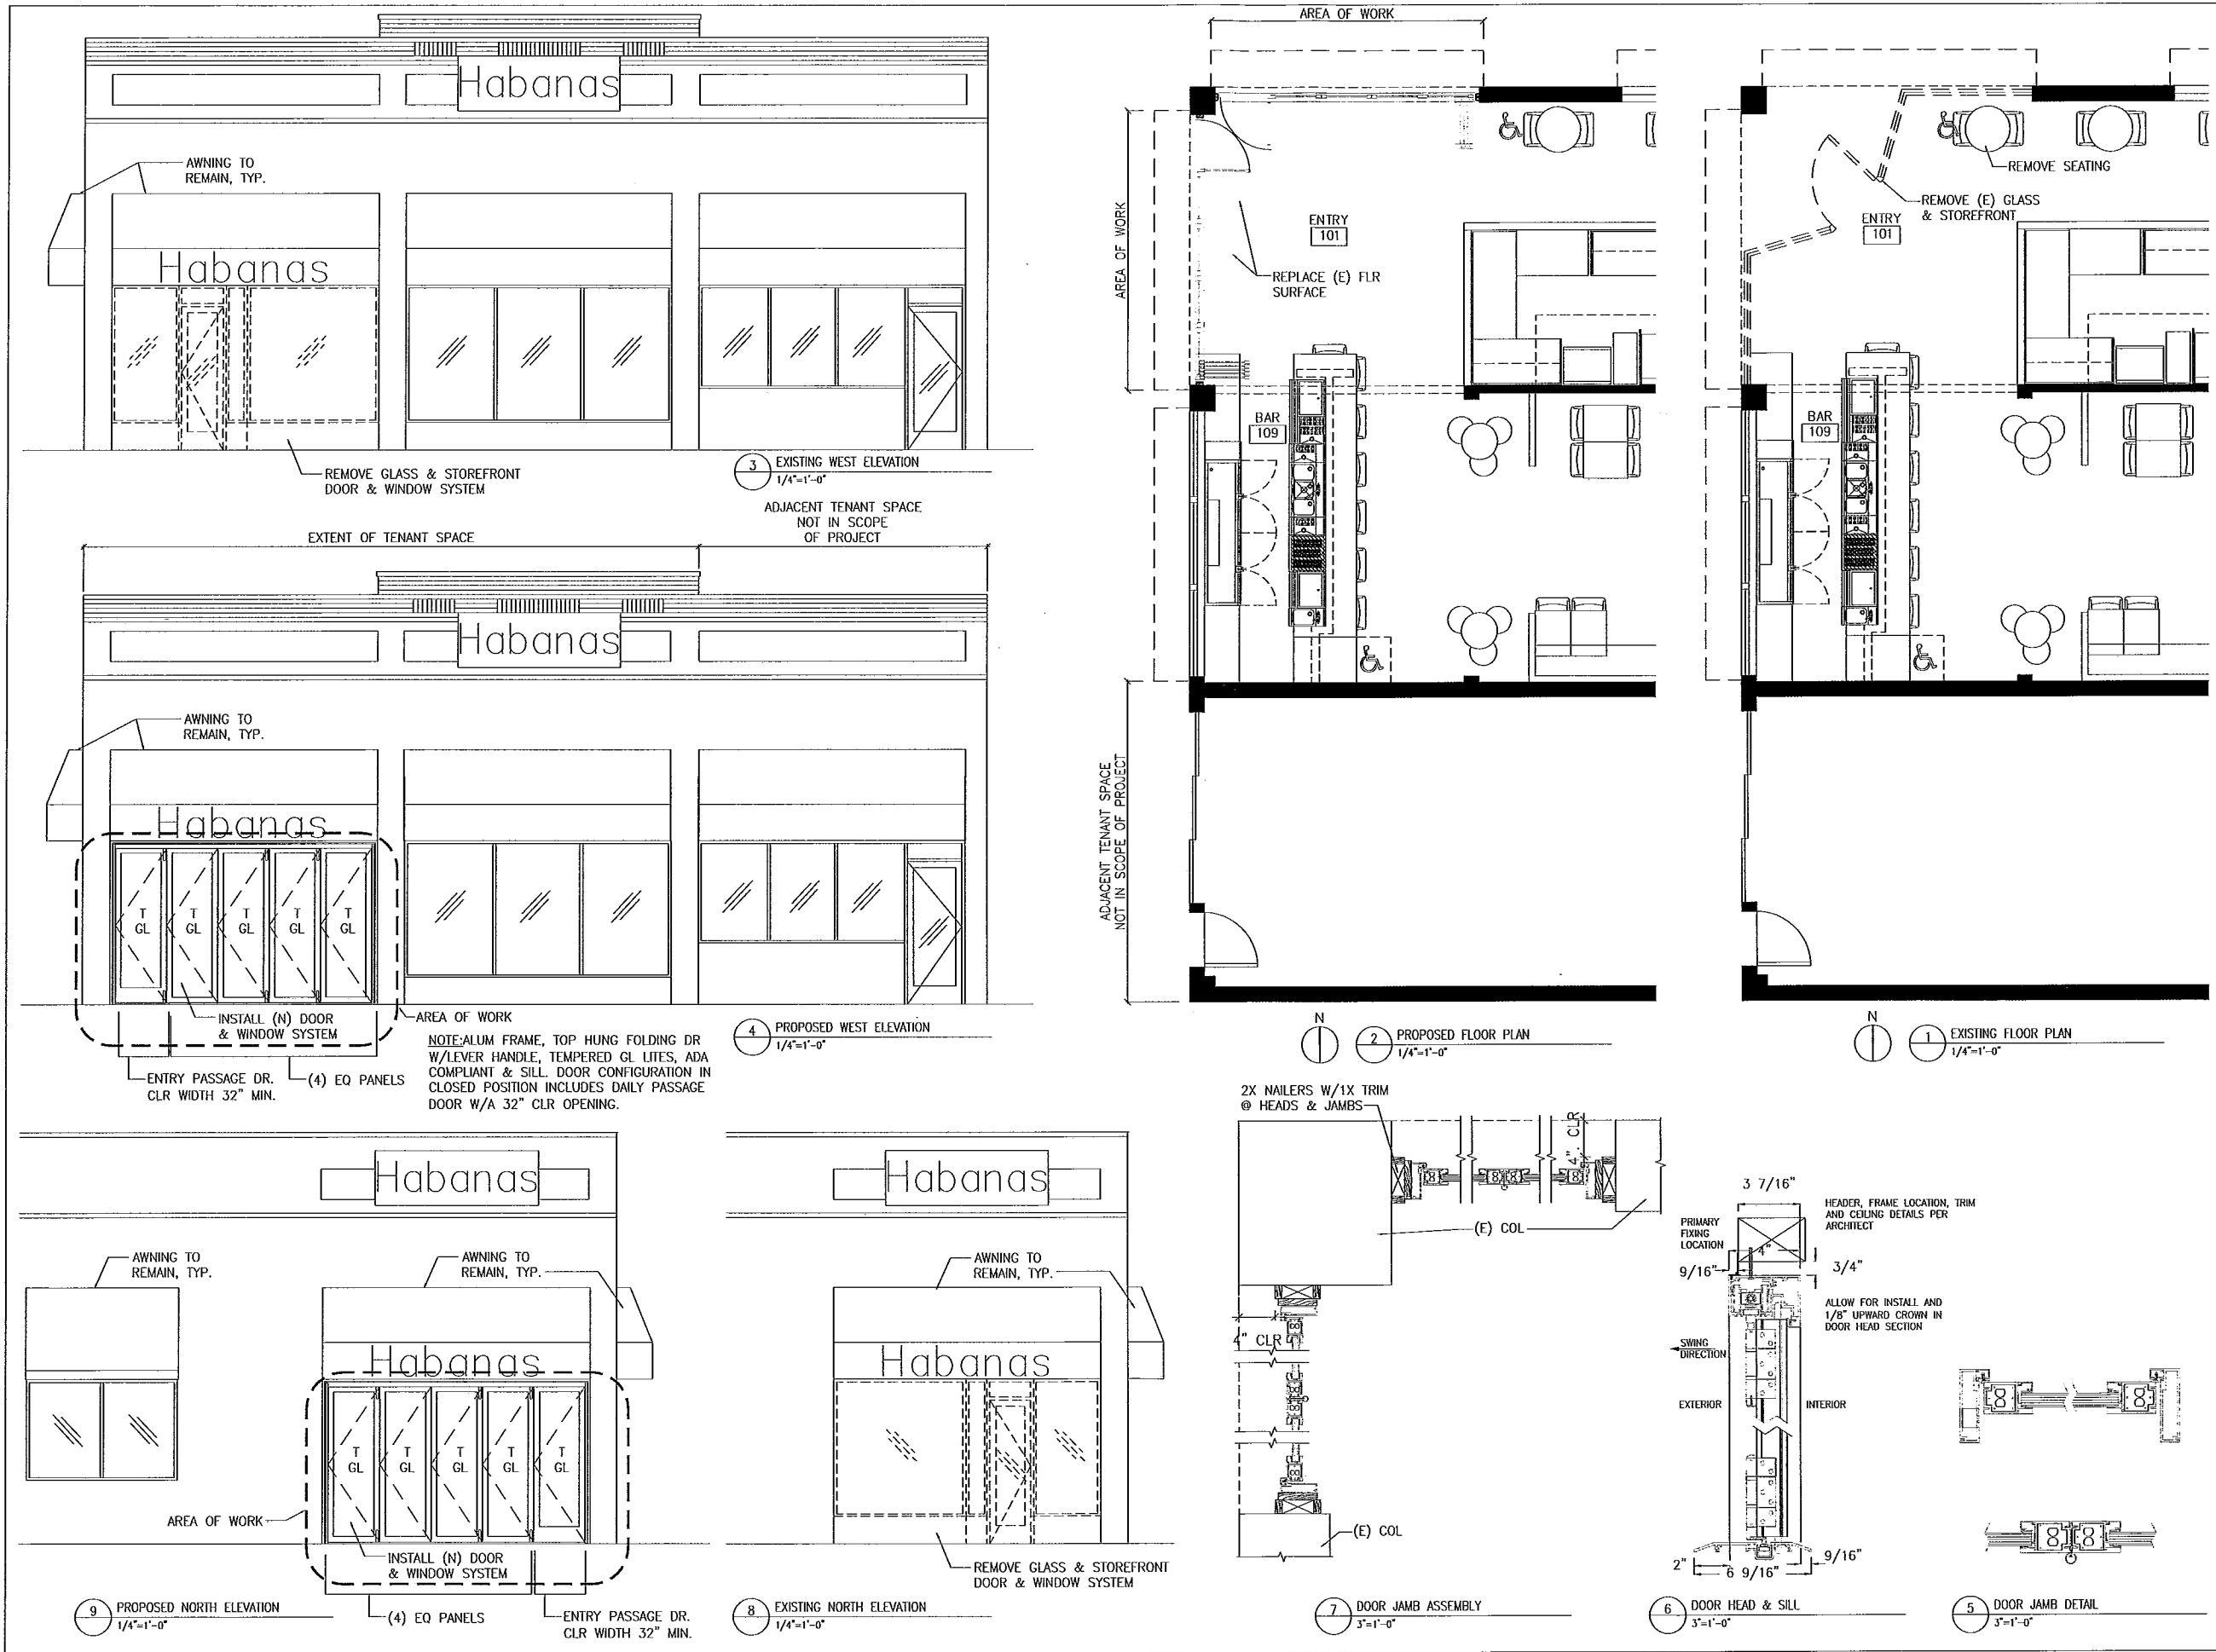 Habanas
AWNING TO
REMAIN, TYP.
Habanas
REMOVE GLASS & STOREFRONT
DOOR & WINDOW SYSTEM
3
EXISTING WEST ELEVATION
1/4"=1'-0"
EXTENT OF TENANT SPACE
ADJACENT TENANT SPACE
NOT IN SCOPE
OF PROJECT
Habanas
AWNING TO
REMAIN, TYP.
Habanas
T
GL
T
GL
T
GL
T
GL
T
GL
INSTALL (N) DOOR
& WINDOW SYSTEM
AREA OF WORK
ENTRY PASSAGE DR.
CLR WIDTH 32" MIN.
(4) EQ PANELS
NOTE:ALUM FRAME, TOP HUNG FOLDING DR
W/LEVER HANDLE, TEMPERED GL LITES, ADA
COMPLIANT & SILL. DOOR CONFIGURATION IN
CLOSED POSITION INCLUDES DAILY PASSAGE
DOOR W/A 32" CLR OPENING.
4
PROPOSED WEST ELEVATION
1/4"=1'-0"
AREA OF WORK
AREA OF WORK
ENTRY
101
REPLACE (E) FLR
SURFACE
BAR
109
ADJACENT TENANT SPACE
NOT IN SCOPE OF PROJECT
N
2
PROPOSED FLOOR PLAN
1/4"=1'-0"
REMOVE SEATING
REMOVE (E) GLASS
& STOREFRONT
ENTRY
101
BAR
109
N
1
EXISTING FLOOR PLAN
1/4"=1'-0"
Habanas
AWNING TO
REMAIN, TYP.
AWNING TO
REMAIN, TYP.
Habanas
T
GL
T
GL
T
GL
T
GL
T
GL
AREA OF WORK
INSTALL (N) DOOR
& WINDOW SYSTEM
(4) EQ PANELS
ENTRY PASSAGE DR.
CLR WIDTH 32" MIN.
9
PROPOSED NORTH ELEVATION
1/4"=1'-0"
Habanas
AWNING TO
REMAIN, TYP.
Habanas
REMOVE GLASS & STOREFRONT
DOOR & WINDOW SYSTEM
8
EXISTING NORTH ELEVATION
1/4"=1'-0"
2X NAILERS W/1X TRIM
@ HEADS & JAMBS
4". CLR
(E) COL
4" CLR
(E) COL
7
DOOR JAMB ASSEMBLY
3"=1'-0"
3 7/16"
HEADER, FRAME LOCATION, TRIM
AND CEILING DETAILS PER
ARCHITECT
PRIMARY
FIXING
LOCATION
4"
9/16"
3/4"
ALLOW FOR INSTALL AND
1/8" UPWARD CROWN IN
DOOR HEAD SECTION
SWING
DIRECTION
EXTERIOR
INTERIOR
2"
6 9/16"
9/16"
6
DOOR HEAD & SILL
3"=1'-0"
5
DOOR JAMB DETAIL
3"=1'-0"